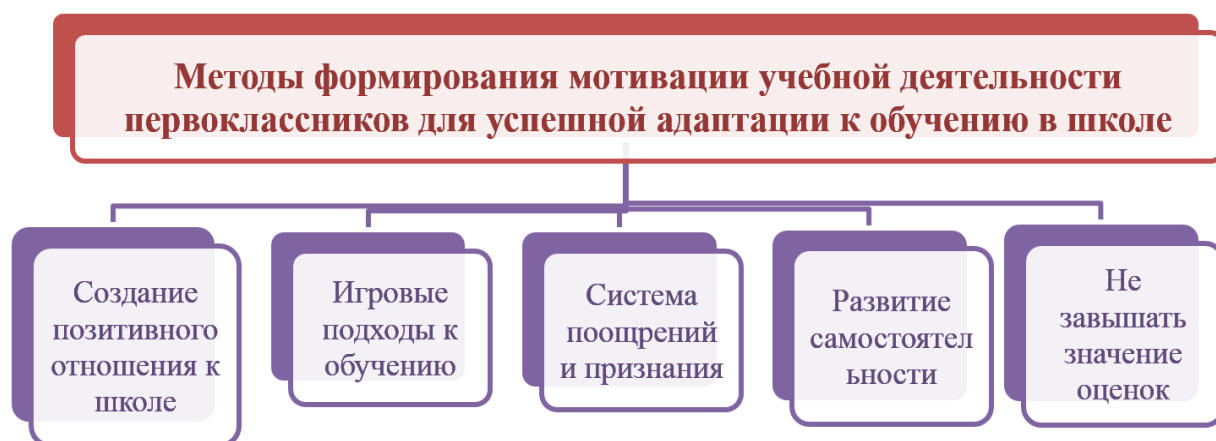 Методы формирования мотивации учебной деятельности
первоклассников для успешной адаптации к обучению в школе
Создание
позитивного
отношения к
школе
Игровые
подходы к
обучению
Система
поощрений
и признания
Развитие
самостоятел
ьности
Не
завышать
значение
оценок